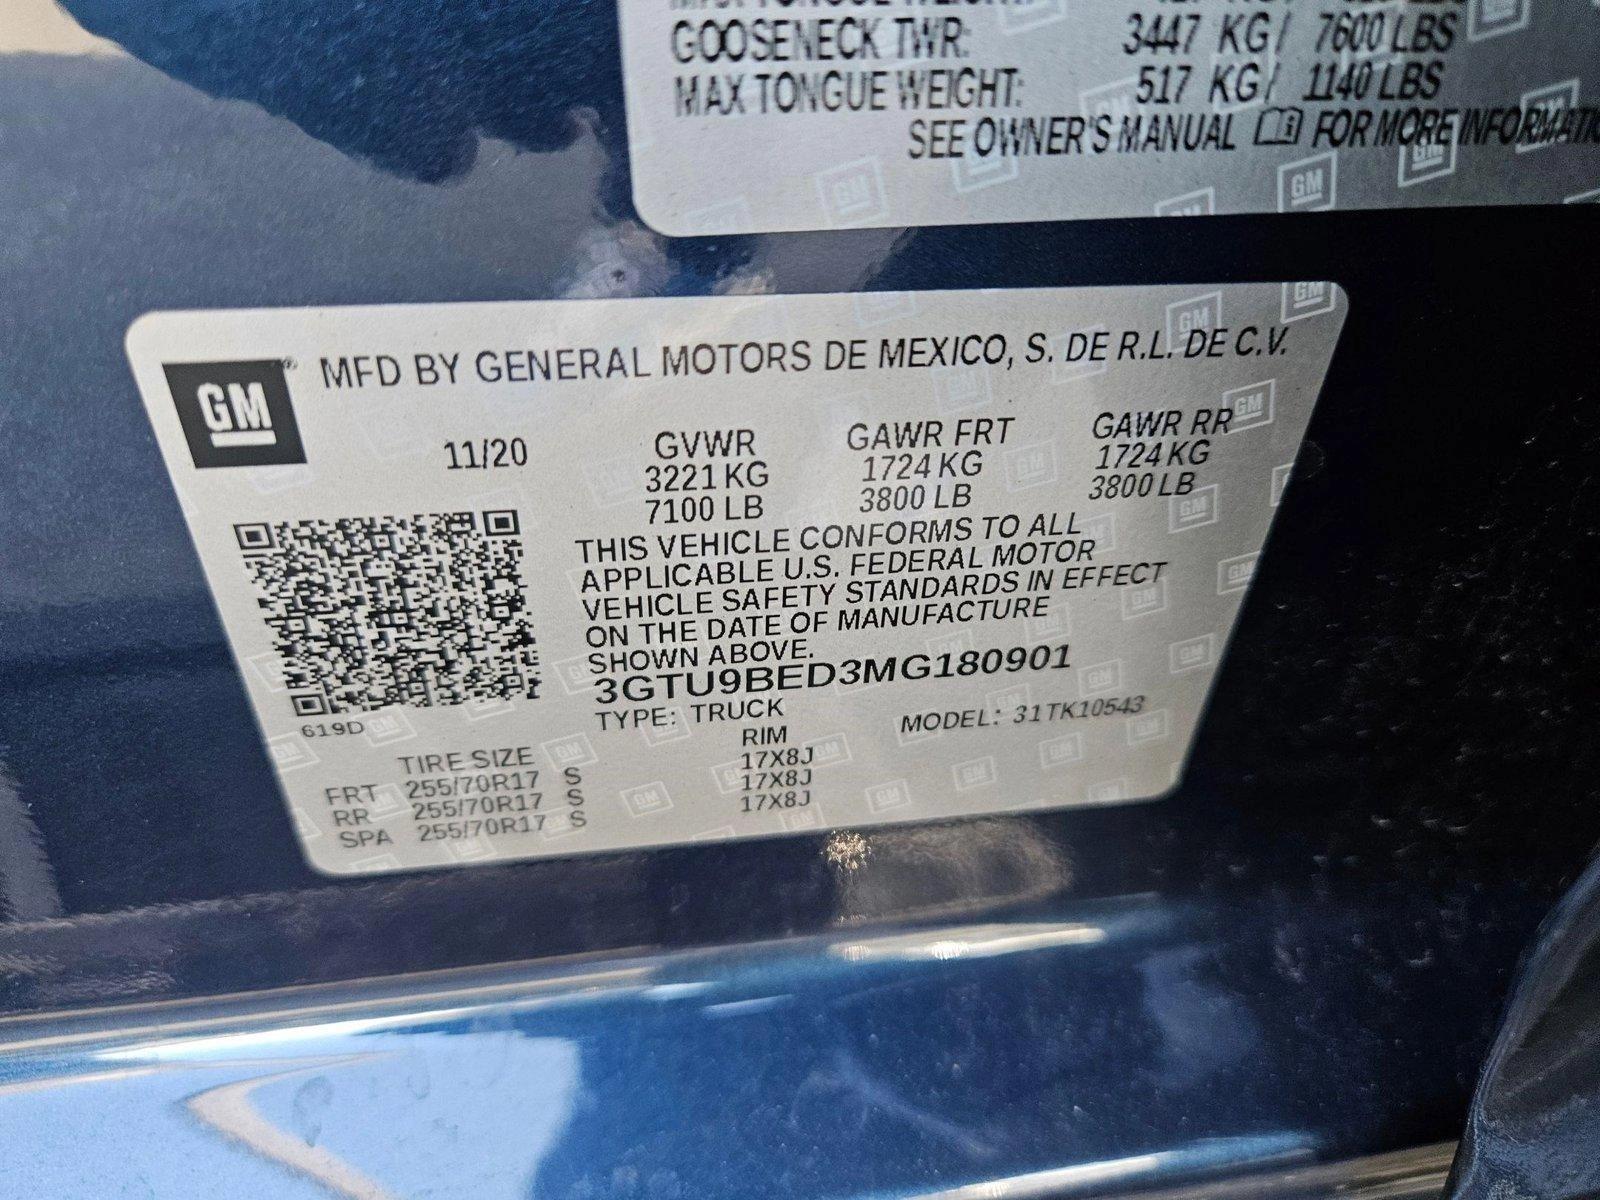 GOOSENECK TWR: 3447 KG / 7600 LBS
MAX TONGUE WEIGHT: 517 KG / 1140 LBS
SEE OWNER'S MANUAL FOR MORE
GM ® MFD BY GENERAL MOTORS DE MEXICO, S. DE R.L. DE C.V.
11/20 GVWR GAWR FRT GAWR RR
3221 KG 1724 KG 1724 KG
7100 LB 3800 LB 3800 LB
THIS VEHICLE CONFORMS TO ALL
APPLICABLE U.S. FEDERAL MOTOR
VEHICLE SAFETY STANDARDS IN EFFECT
ON THE DATE OF MANUFACTURE
SHOWN ABOVE.
3GTU9BED3MG180901
619D TYPE: TRUCK MODEL: 31TK10543
TIRE SIZE RIM
FRT 255/70R17 S 17X8J
RR 255/70R17 S 17X8J
SPA 255/70R17 S 17X8J